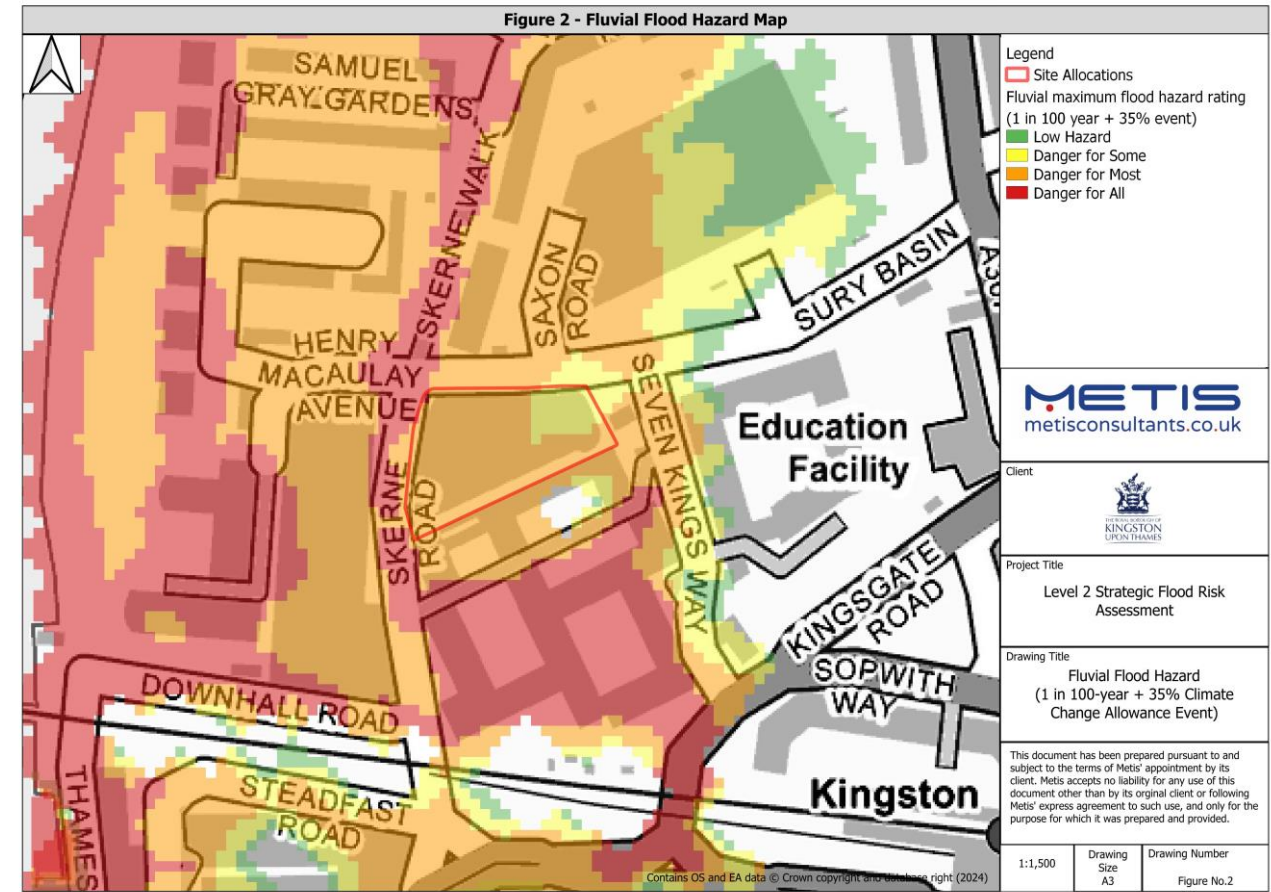 Figure 2 - Fluvial Flood Hazard Map
SAMUEL
GRAY GARDENS
SKERNE WALK
SAXON
ROAD
SURY BASIN
HENRY
MACAULAY
AVENUE
SEVEN KINGS WAY
Education
Facility
SKERNE
ROAD
KINGSGATE
ROAD
SOPWITH
WAY
DOWNHALL ROAD
STEADFAST
ROAD
THAMES
Kingston
Contains OS and EA data © Crown copyright and database right (2024)
Legend
Site Allocations
Fluvial maximum flood hazard rating
(1 in 100 year + 35% event)
Low Hazard
Danger for Some
Danger for Most
Danger for All
METIS
metisconsultants.co.uk
Client
THE ROYAL BOROUGH OF
KINGSTON
UPON THAMES
Project Title
Level 2 Strategic Flood Risk
Assessment
Drawing Title
Fluvial Flood Hazard
(1 in 100-year + 35% Climate
Change Allowance Event)
This document has been prepared pursuant to and
subject to the terms of Metis' appointment by its
client. Metis accepts no liability for any use of this
document other than by its orginal client or following
Metis' express agreement to such use, and only for the
purpose for which it was prepared and provided.
1:1,500
Drawing
Size
A3
Drawing Number
Figure No.2